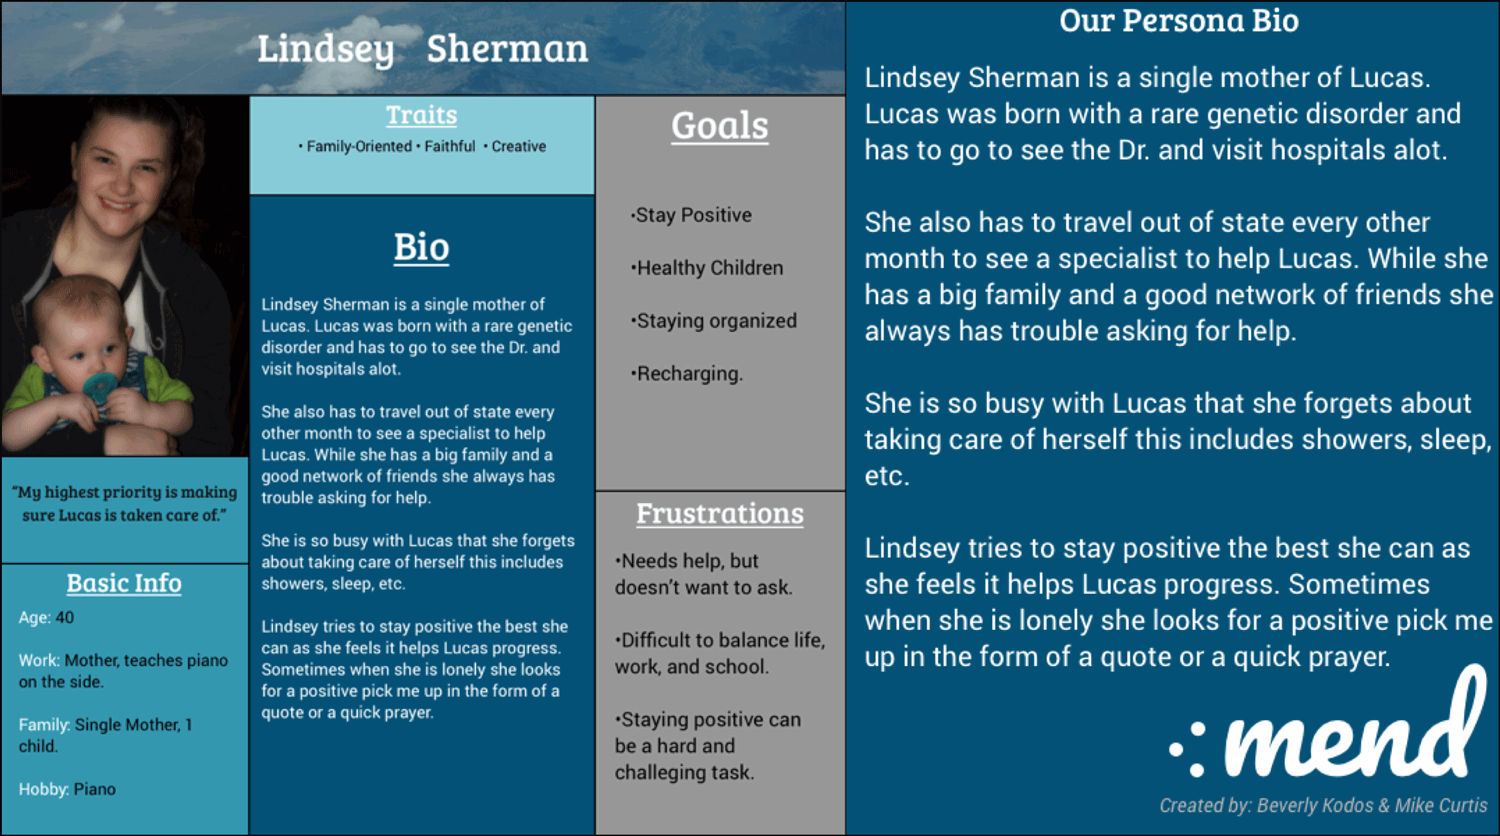 Lindsey Sherman
Traits
• Family-Oriented • Faithful • Creative
Bio
Lindsey Sherman is a single mother of
Lucas. Lucas was born with a rare genetic
disorder and has to go to see the Dr. and
visit hospitals alot.
She also has to travel out of state every
other month to see a specialist to help
Lucas. While she has a big family and a
good network of friends she always has
trouble asking for help.
She is so busy with Lucas that she forgets
about taking care of herself this includes
showers, sleep, etc.
Lindsey tries to stay positive the best she
can as she feels it helps Lucas progress.
Sometimes when she is lonely she looks
for a positive pick me up in the form of a
quote or a quick prayer.
“My highest priority is making
sure Lucas is taken care of.”
Basic Info
Age: 40
Work: Mother, teaches piano
on the side.
Family: Single Mother, 1
child.
Hobby: Piano
Goals
•Stay Positive
•Healthy Children
•Staying organized
•Recharging.
Frustrations
•Needs help, but
doesn’t want to ask.
•Difficult to balance life,
work, and school.
•Staying positive can
be a hard and
challeging task.
Our Persona Bio
Lindsey Sherman is a single mother of Lucas.
Lucas was born with a rare genetic disorder and
has to go to see the Dr. and visit hospitals alot.
She also has to travel out of state every other
month to see a specialist to help Lucas. While she
has a big family and a good network of friends she
always has trouble asking for help.
She is so busy with Lucas that she forgets about
taking care of herself this includes showers, sleep,
etc.
Lindsey tries to stay positive the best she can as
she feels it helps Lucas progress. Sometimes
when she is lonely she looks for a positive pick me
up in the form of a quote or a quick prayer.
mend
Created by: Beverly Kodos & Mike Curtis